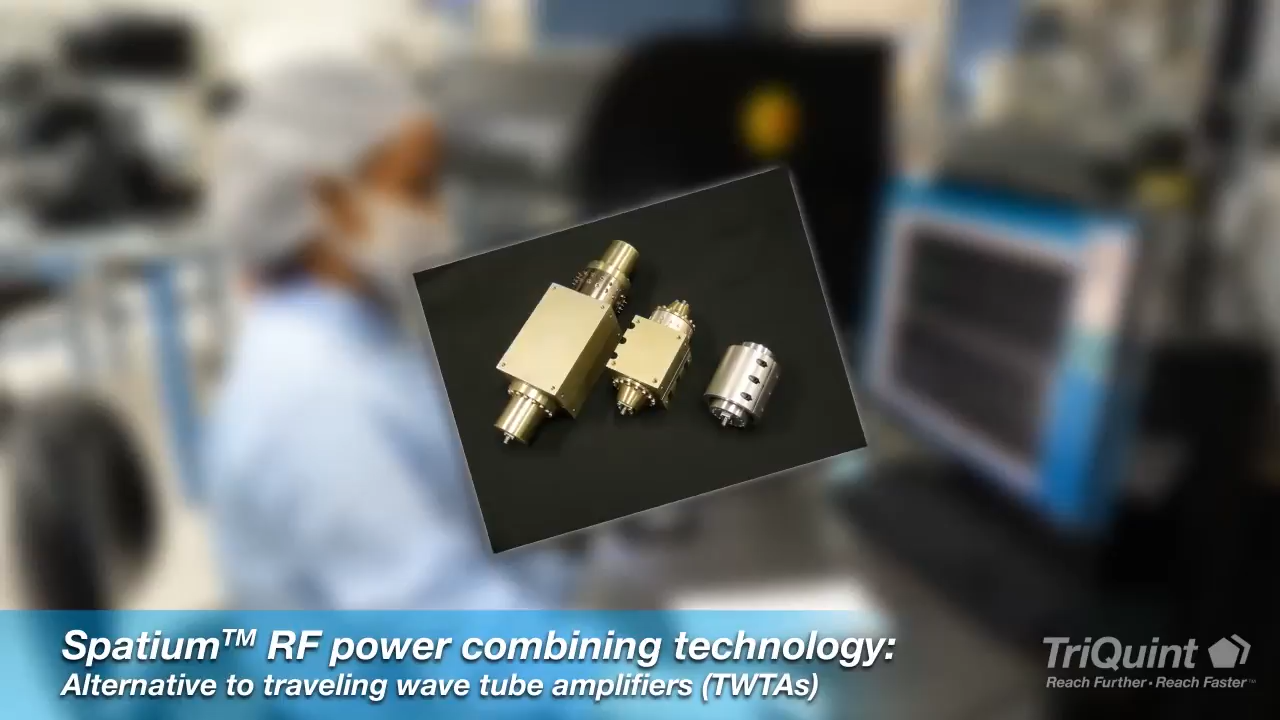 Spatium™ RF power combining technology:
Alternative to traveling wave tube amplifiers (TWTAs)
TriQuint
Reach Further • Reach Faster™